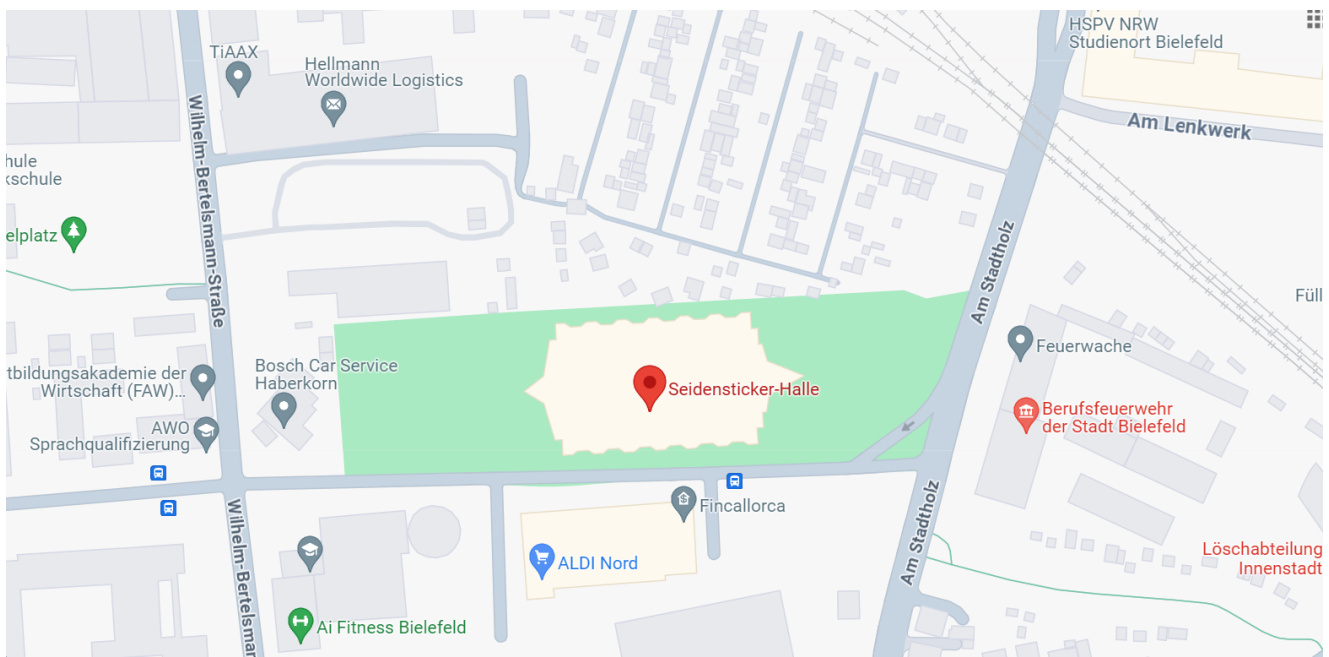 HSPV NRW
Studienort Bielefeld
TiAAX
Hellmann
Worldwide Logistics
Am Lenkwerk
Wilhelm-Bertelsmann-Straße
hule
kschule
elplatz
Am Stadtholz
Füll
Feuerwache
Bosch Car Service
Haberkorn
tbildungsakademie der
Wirtschaft (FAW)...
Seidensticker-Halle
Berufsfeuerwehr
der Stadt Bielefeld
AWO
Sprachqualifizierung
Fincallorca
Wilhelm-Bertelsman
Am Stadtholz
ALDI Nord
Löschabteilung
Innenstadt
Ai Fitness Bielefeld